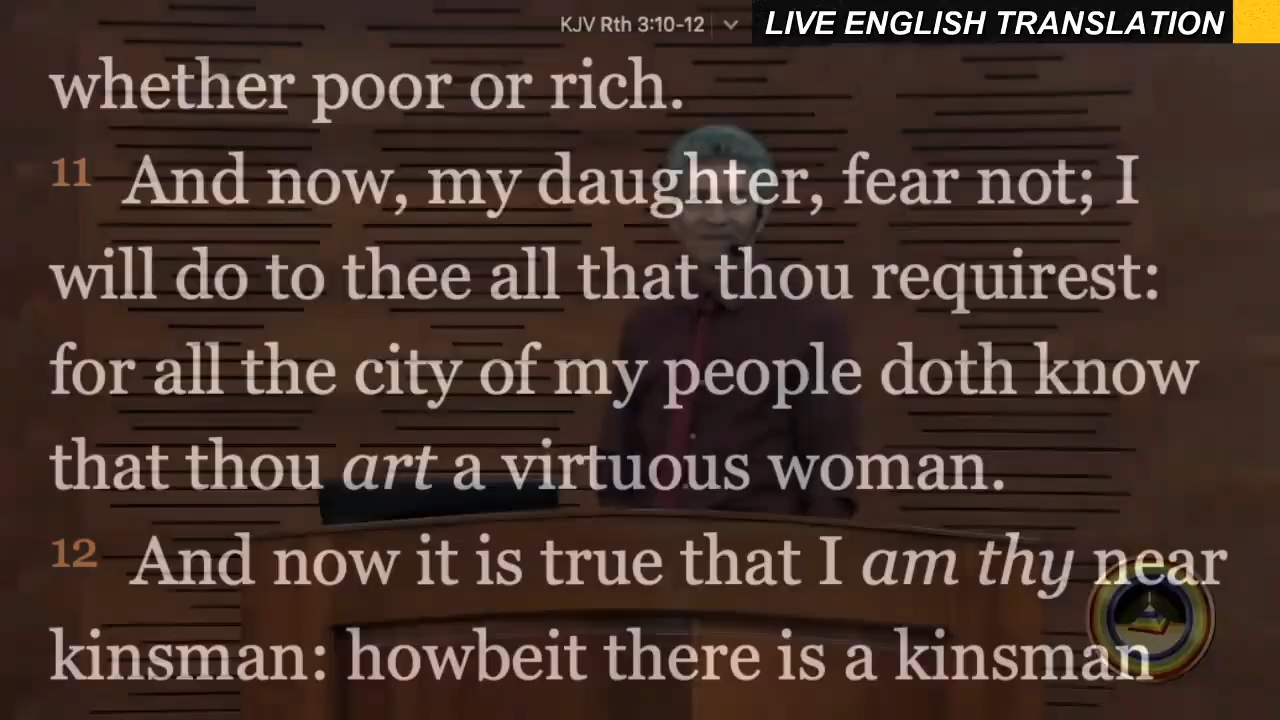 KJV Rth 3:10-12
LIVE ENGLISH TRANSLATION
whether poor or rich.
11 And now, my daughter, fear not; I
will do to thee all that thou requirest:
for all the city of my people doth know
that thou art a virtuous woman.
12 And now it is true that I am thy near
kinsman: howbeit there is a kinsman